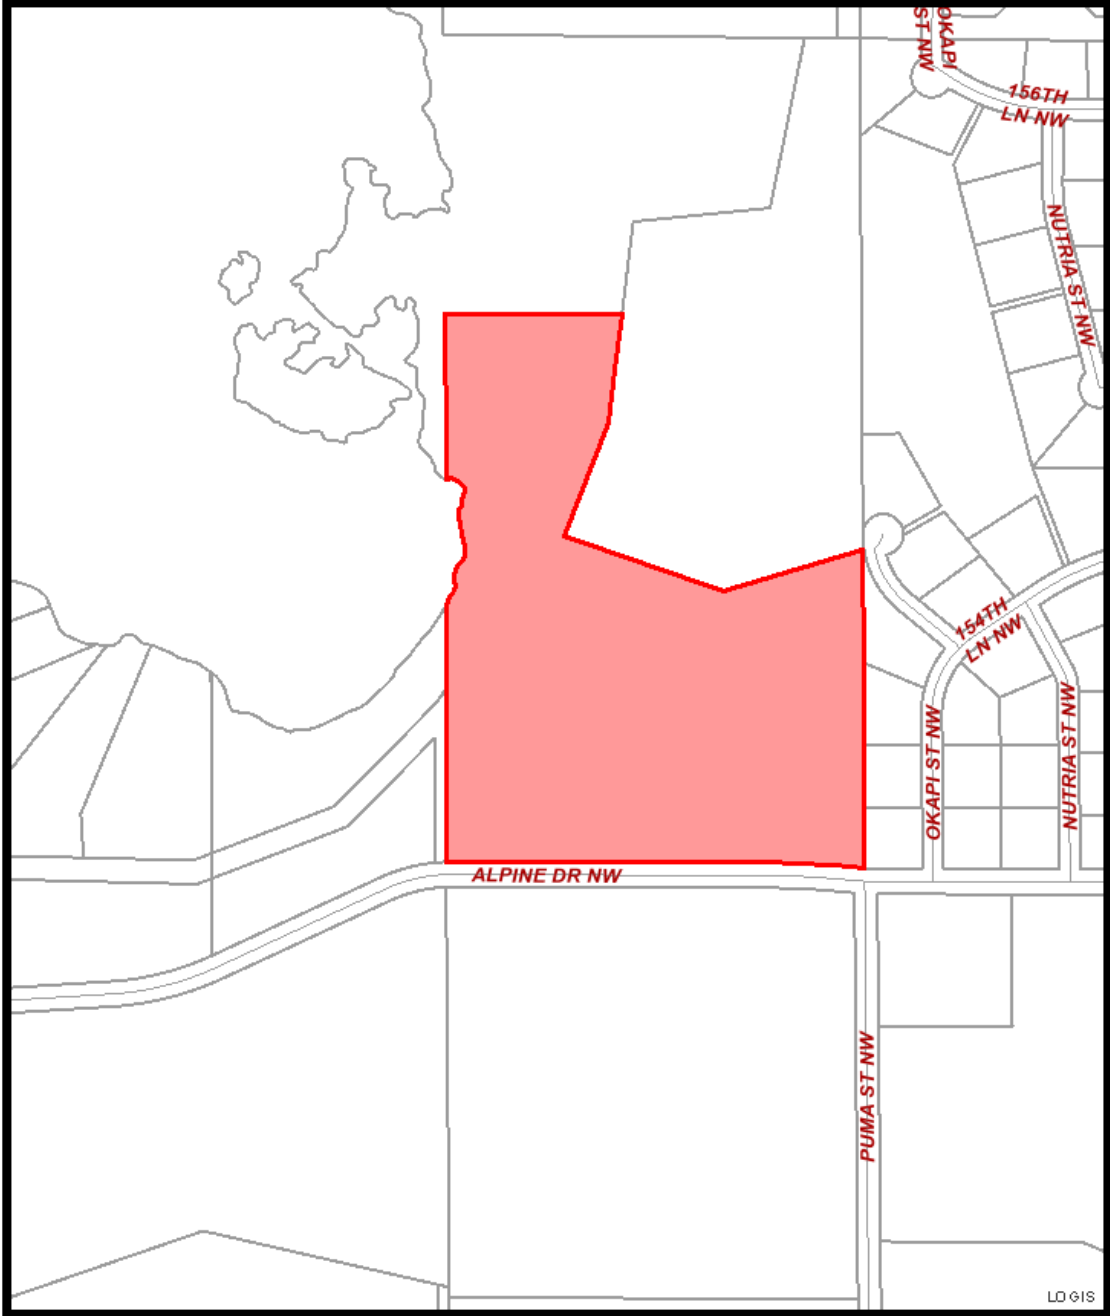 OKAPI
ST NW
156TH
LN NW
NUTRIA ST NW
154TH
LN NW
OKAPI ST NW
NUTRIA ST NW
ALPINE DR NW
PUMA ST NW
LOGIS